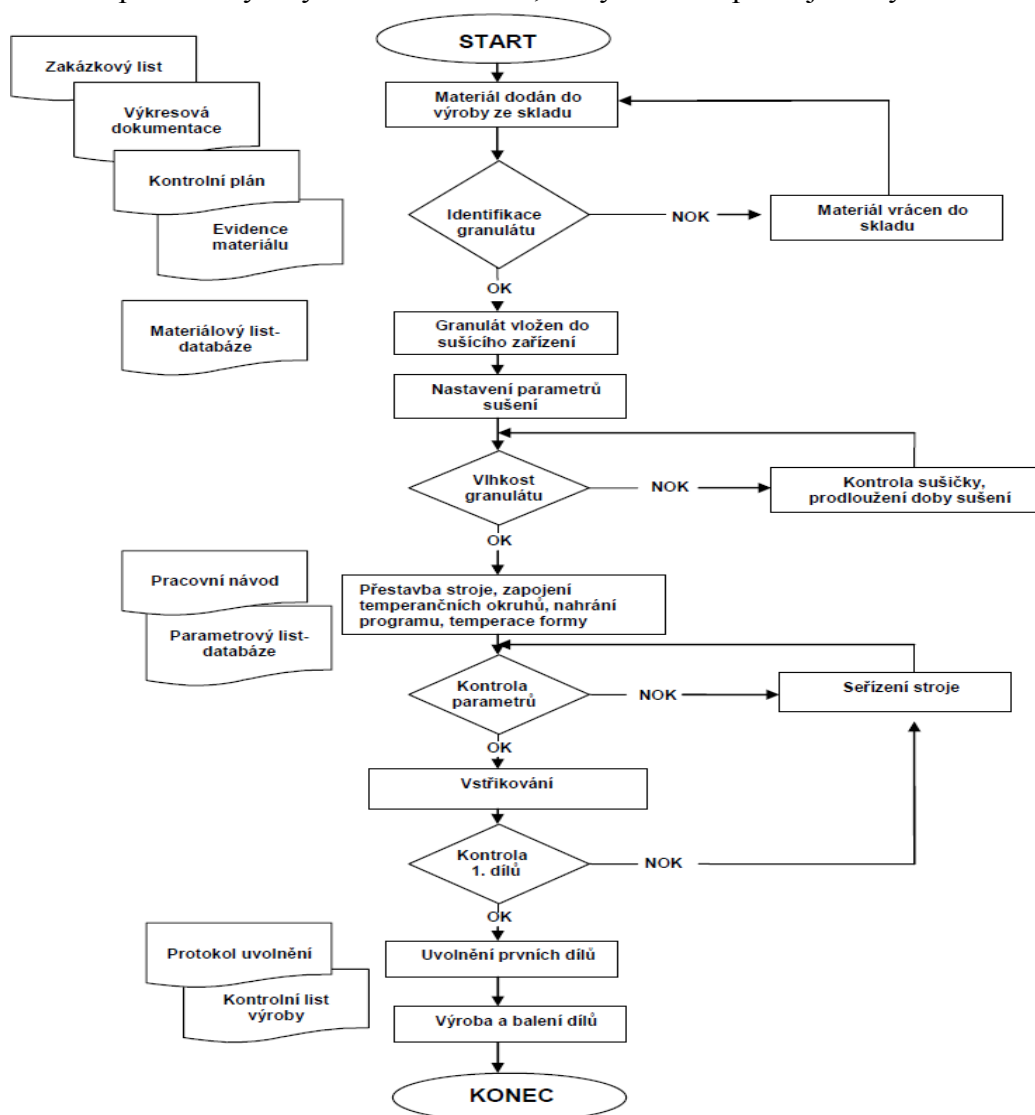 START
Zakázkový list
Materiál dodán do
výroby ze skladu
Výkresová
dokumentace
Kontrolní plán
Identifikace
granulátu
NOK
Materiál vrácen do
skladu
Evidence
materiálu
OK
Materiálový list-
databáze
Granulát vložen do
sušícího zařízení
Nastavení parametrů
sušení
Vlhkost
granulátu
NOK
Kontrola sušičky,
prodloužení doby sušení
OK
Pracovní návod
Přestavba stroje, zapojení
temperančních okruhů, nahrání
programu, temperace formy
Parametrový list-
databáze
Kontrola
parametrů
NOK
Seřízení stroje
OK
Vstřikování
Kontrola
1. dílů
NOK
OK
Protokol uvolnění
Uvolnění prvních dílů
Kontrolní list
výroby
Výroba a balení dílů
KONEC